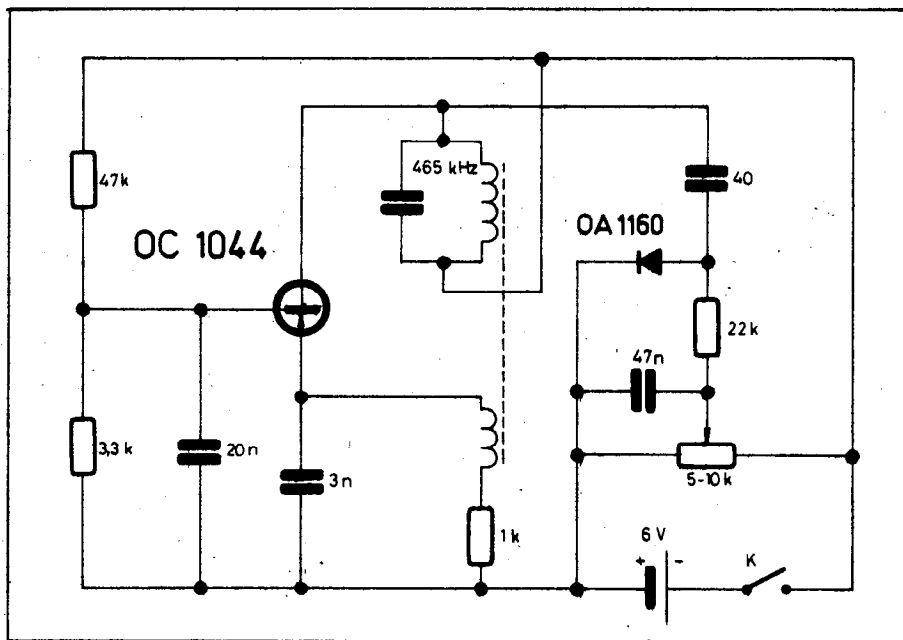 465 kHz
47k
40
OC 1044
OA 1160
22k
47n
3,3 k
20n
3n
5-10k
1k
6 V
K
+
-